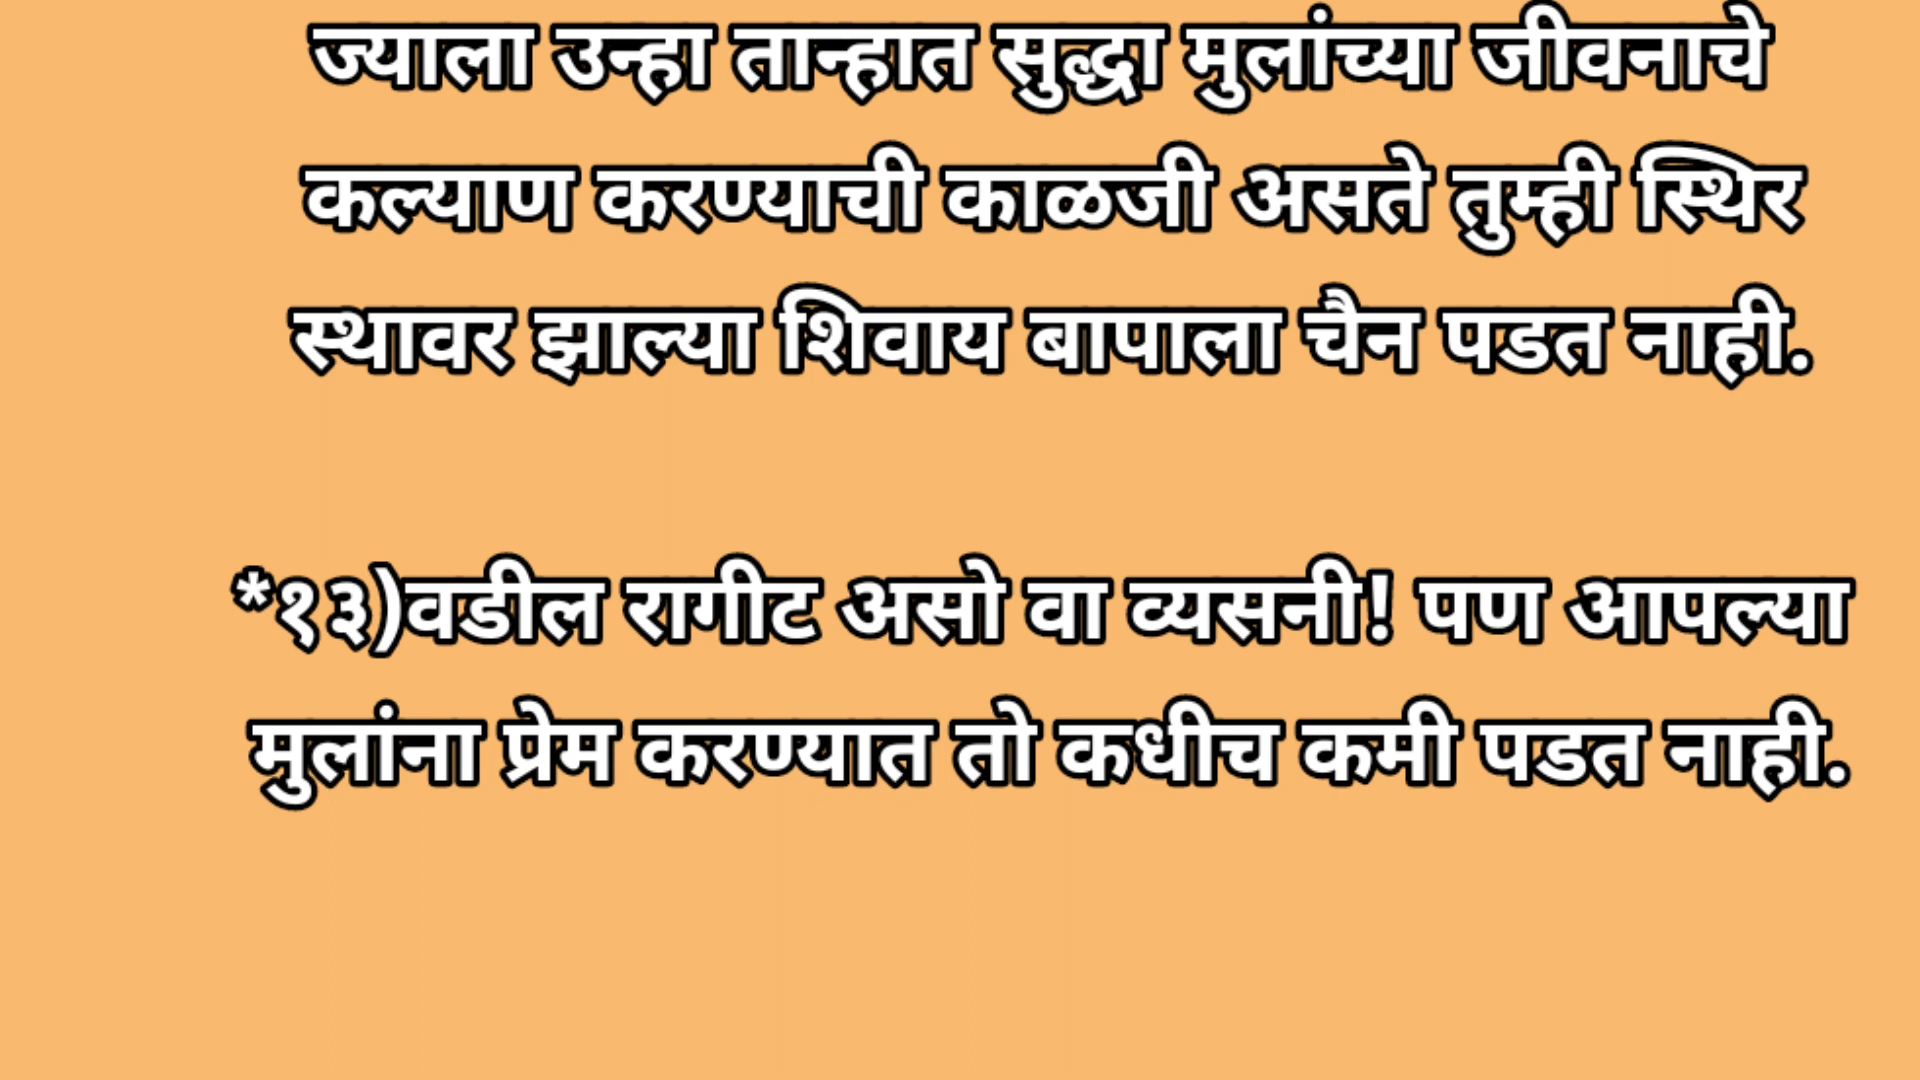 ज्याला उन्हा तान्हात सुद्धा मुलांच्या जीवनाचे
कल्याण करण्याची काळजी असते तुम्ही स्थिर
स्थावर झाल्या शिवाय बापाला चैन पडत नाही.
*१३)वडील रागीट असो वा व्यसनी! पण आपल्या
मुलांना प्रेम करण्यात तो कधीच कमी पडत नाही.